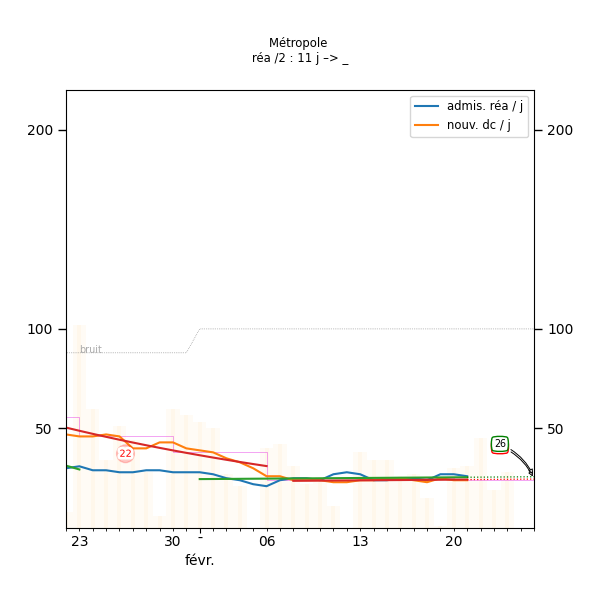 Métropole
réa /2 : 11 j –> _
admis. réa / j
nouv. dc / j
200
200
100
100
bruit
50
50
26
22
23
30
-
06
13
20
févr.